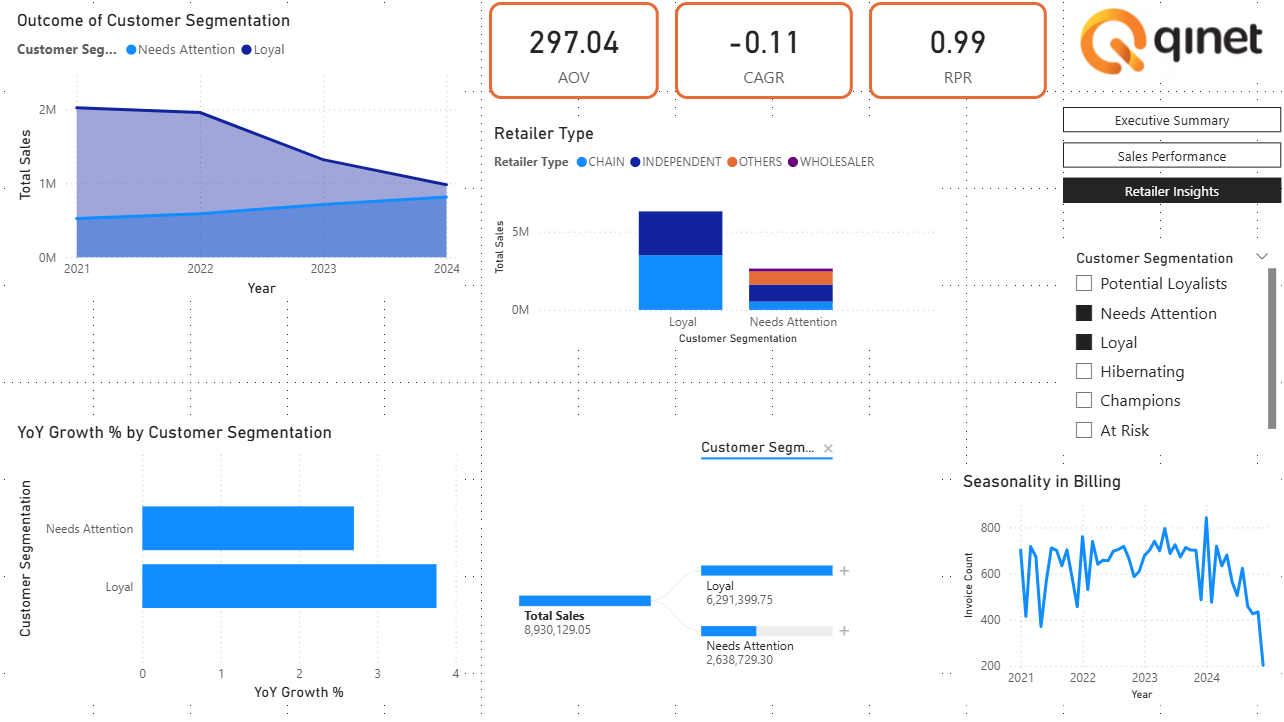 Outcome of Customer Segmentation
Customer Seg... Needs Attention Loyal
Total Sales
2M
1M
0M
2021 2022 2023 2024
Year
297.04
AOV
-0.11
CAGR
0.99
RPR
qinet
Executive Summary
Sales Performance
Retailer Insights
Retailer Type
Retailer Type CHAIN INDEPENDENT OTHERS WHOLESALER
Total Sales
5M
0M
Loyal Needs Attention
Customer Segmentation
Customer Segmentation
Potential Loyalists
Needs Attention
Loyal
Hibernating
Champions
At Risk
YoY Growth % by Customer Segmentation
Customer Segmentation
Needs Attention
Loyal
0 1 2 3 4
YoY Growth %
Customer Segm...
Total Sales
8,930,129.05
Loyal
6,291,399.75
Needs Attention
2,638,729.30
Seasonality in Billing
Invoice Count
800
600
400
200
2021 2022 2023 2024
Year